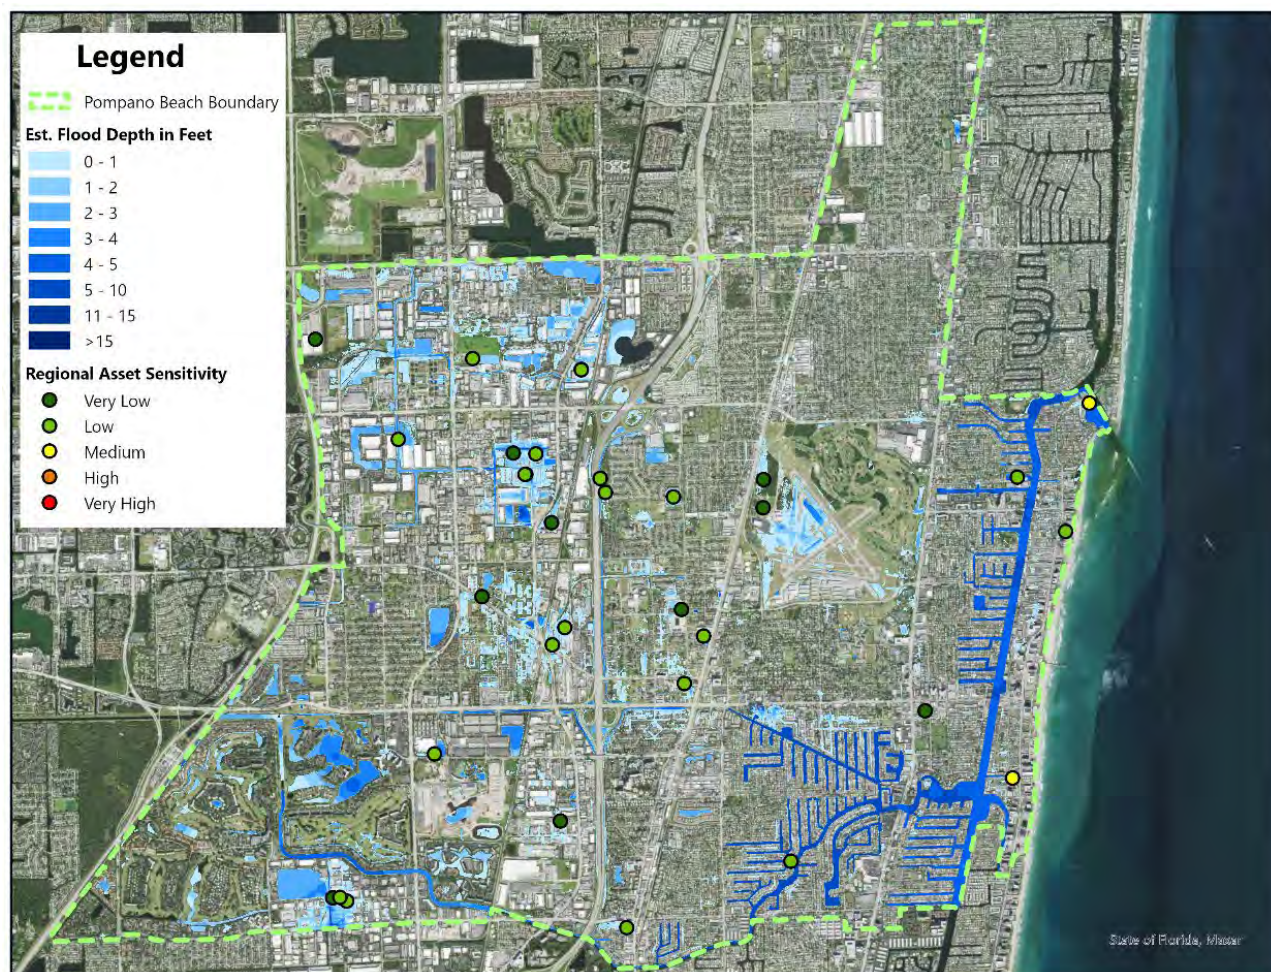 Legend
Pompano Beach Boundary
Est. Flood Depth in Feet
0 - 1
1 - 2
2 - 3
3 - 4
4 - 5
5 - 10
11 - 15
>15
Regional Asset Sensitivity
Very Low
Low
Medium
High
Very High
State of Florida, Maxar